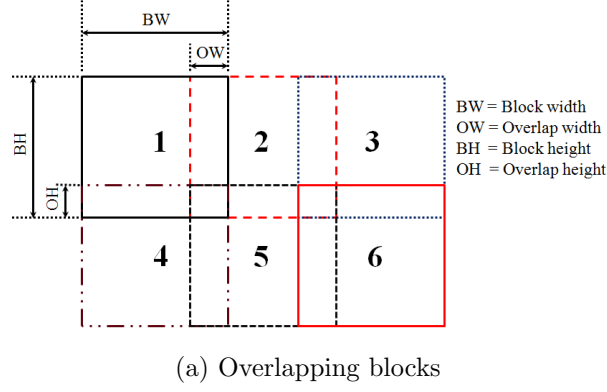 BW
OW
BH
OH
1 2 3
4 5 6
BW = Block width
OW = Overlap width
BH = Block height
OH = Overlap height
(a) Overlapping blocks